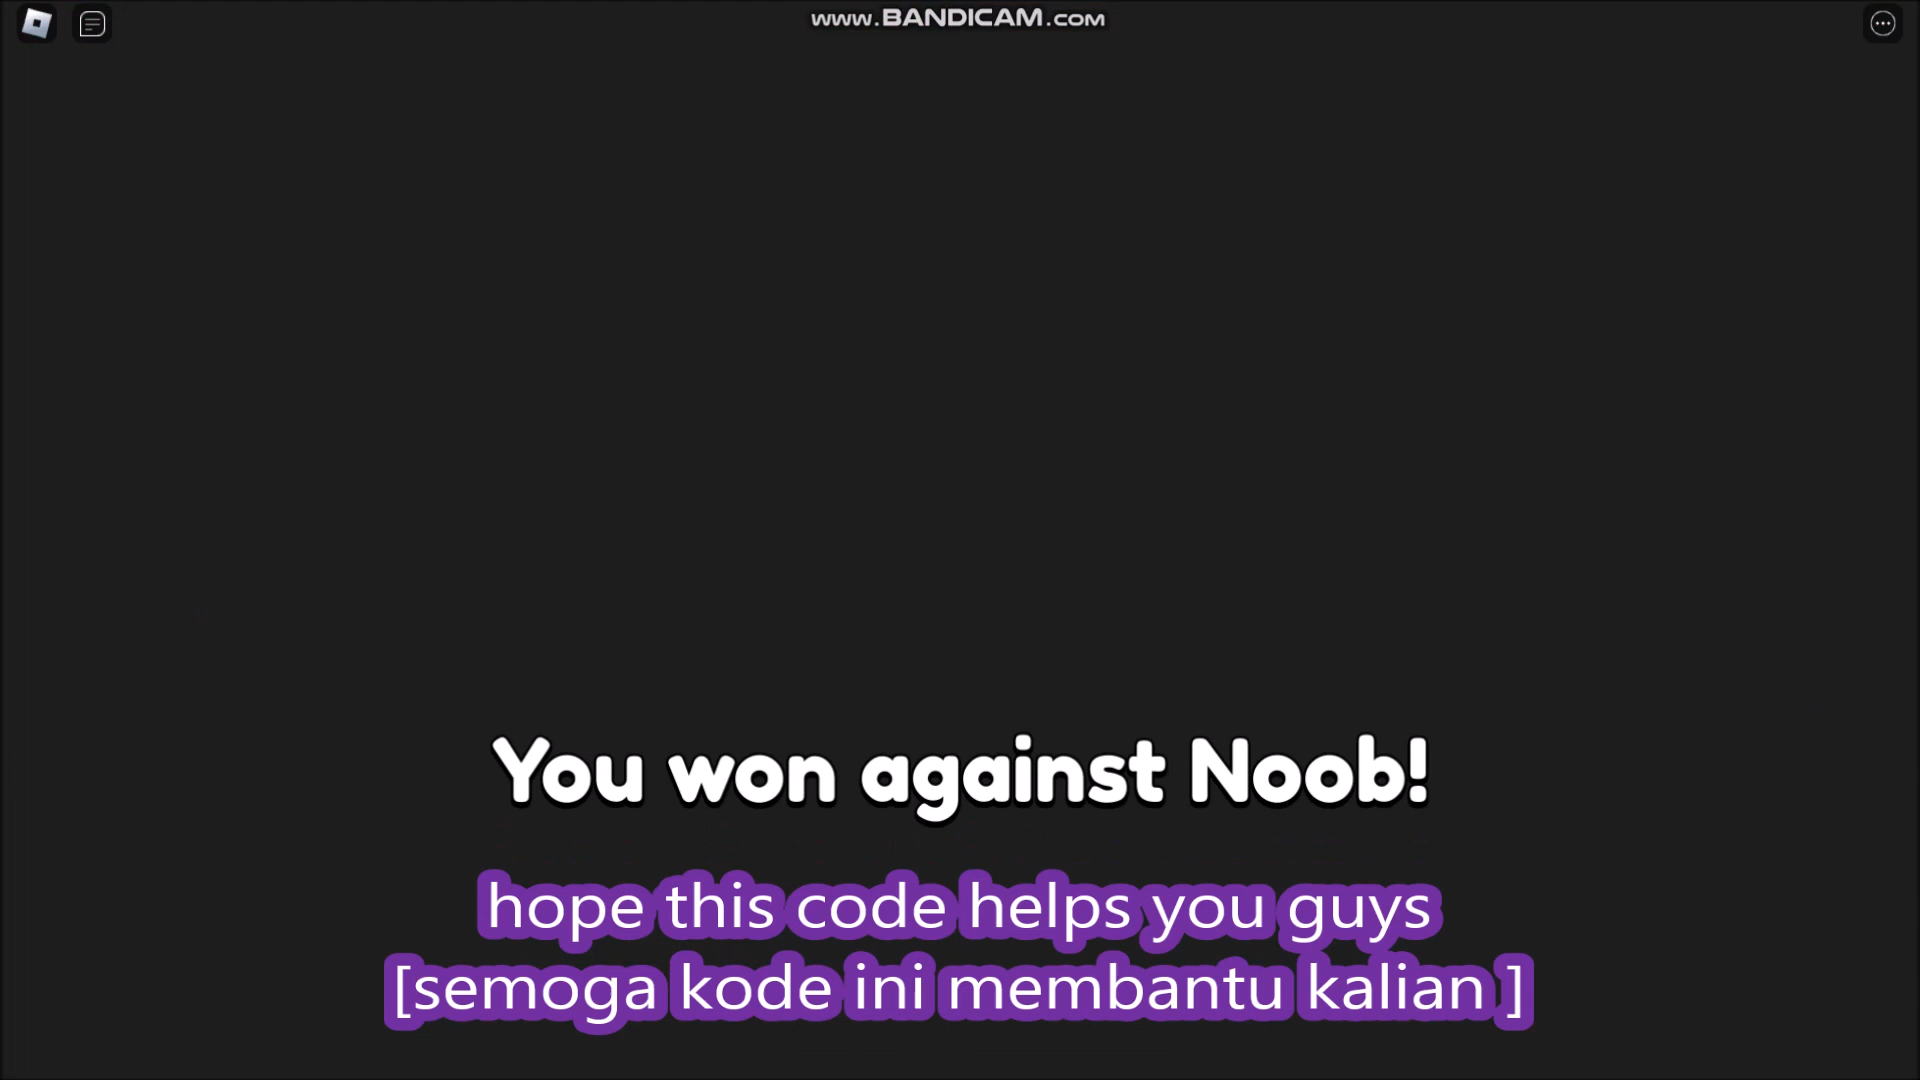 www.BANDICAM.com
You won against Noob!
hope this code helps you guys
[semoga kode ini membantu kalian ]